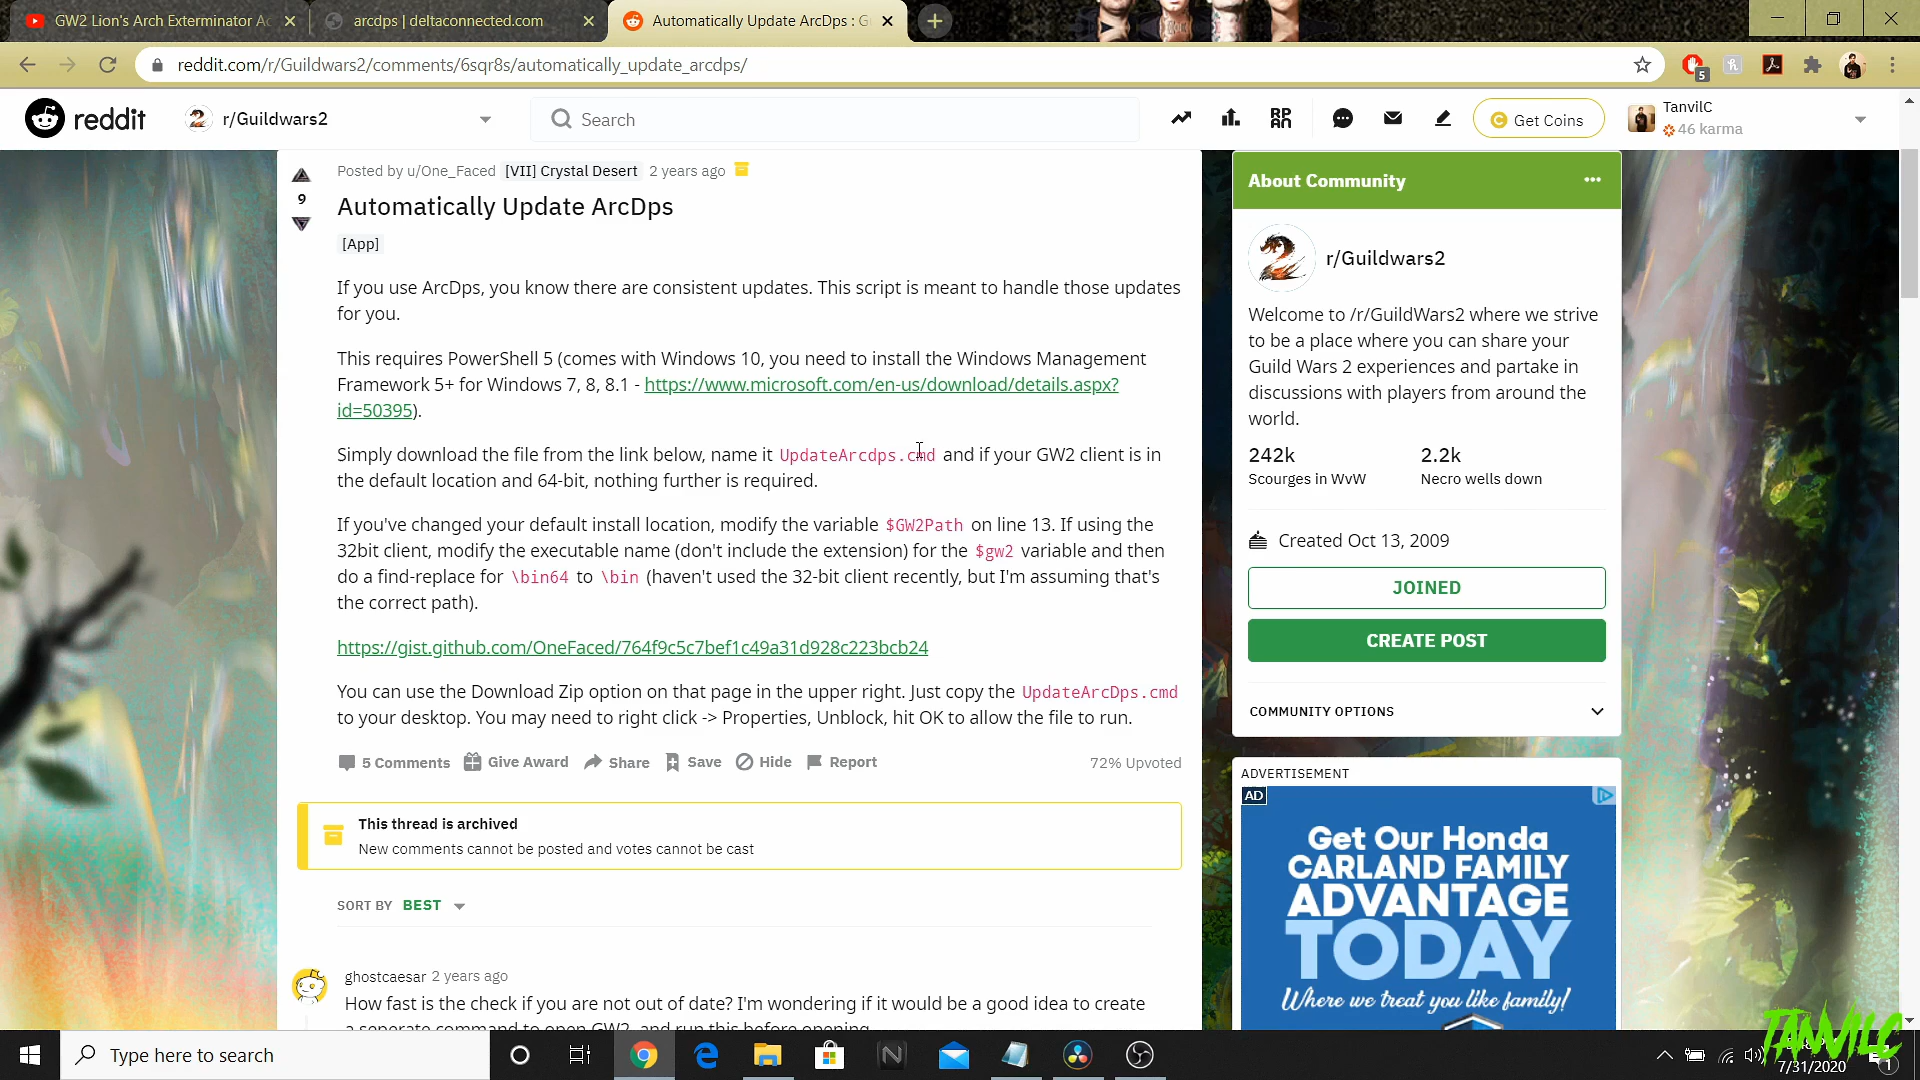 GW2 Lion's Arch Exterminator Ac
arcdps | deltaconnected.com
Automatically Update ArcDps : G
reddit.com/r/Guildwars2/comments/6sqr8s/automatically_update_arcdps/
5
reddit
r/Guildwars2
Search
Get Coins
TanvilC
46 karma
Posted by u/One_Faced [VII] Crystal Desert 2 years ago
9
Automatically Update ArcDps
[App]
If you use ArcDps, you know there are consistent updates. This script is meant to handle those updates
for you.
This requires PowerShell 5 (comes with Windows 10, you need to install the Windows Management
Framework 5+ for Windows 7, 8, 8.1 - https://www.microsoft.com/en-us/download/details.aspx?
id=50395).
Simply download the file from the link below, name it UpdateArcdps.cmd and if your GW2 client is in
the default location and 64-bit, nothing further is required.
If you've changed your default install location, modify the variable $GW2Path on line 13. If using the
32bit client, modify the executable name (don't include the extension) for the $gw2 variable and then
do a find-replace for \bin64 to \bin (haven't used the 32-bit client recently, but I'm assuming that's
the correct path).
https://gist.github.com/OneFaced/764f9c5c7bef1c49a31d928c223bcb24
You can use the Download Zip option on that page in the upper right. Just copy the UpdateArcDps.cmd
to your desktop. You may need to right click -> Properties, Unblock, hit OK to allow the file to run.
5 Comments Give Award Share Save Hide Report 72% Upvoted
This thread is archived
New comments cannot be posted and votes cannot be cast
SORT BY BEST
ghostcaesar 2 years ago
How fast is the check if you are not out of date? I'm wondering if it would be a good idea to create
a seperate command to open GW2, and run this before opening
About Community
r/Guildwars2
Welcome to /r/GuildWars2 where we strive
to be a place where you can share your
Guild Wars 2 experiences and partake in
discussions with players from around the
world.
242k
Scourges in WvW
2.2k
Necro wells down
Created Oct 13, 2009
JOINED
CREATE POST
COMMUNITY OPTIONS
ADVERTISEMENT
AD
Get Our Honda
CARLAND FAMILY
ADVANTAGE
TODAY
Where we treat you like family!
Type here to search
7/31/2020
1
TANVILC